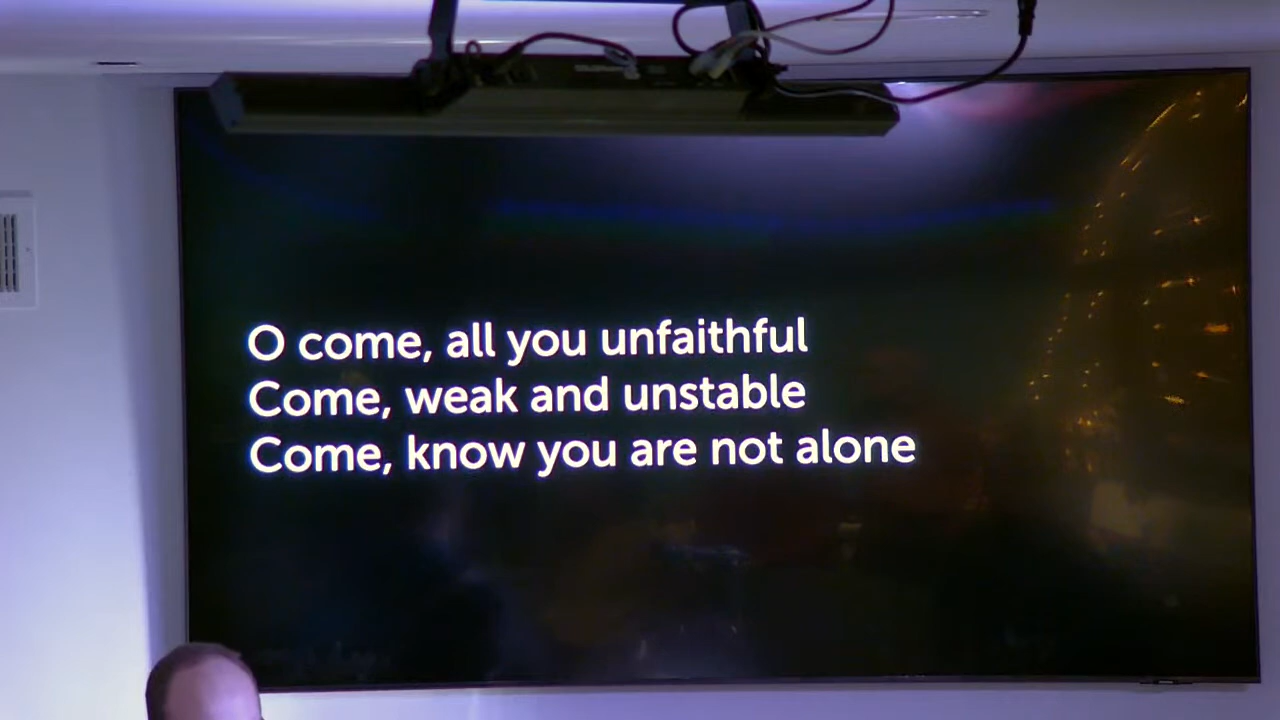 O come, all you unfaithful
Come, weak and unstable
Come, know you are not alone